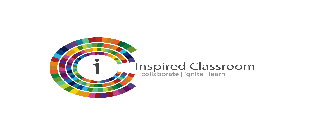 i
Inspired Classroom
collaborate | ignite | learn